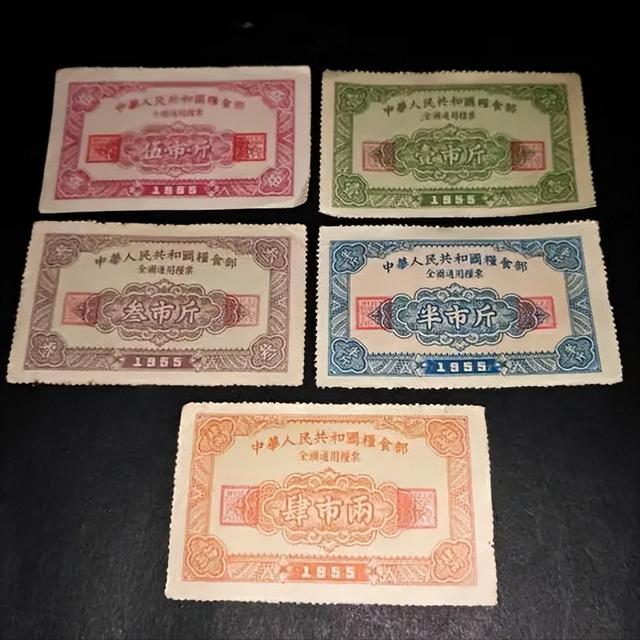 中華人民共和國糧食部
全國通用糧票
伍市斤
1955
中華人民共和國糧食部
全國通用糧票
壹市斤
1955
中華人民共和國糧食部
全國通用糧票
叁市斤
1955
中華人民共和國糧食部
全國通用糧票
半市斤
1955
中華人民共和國糧食部
全國通用糧票
肆市兩
1955